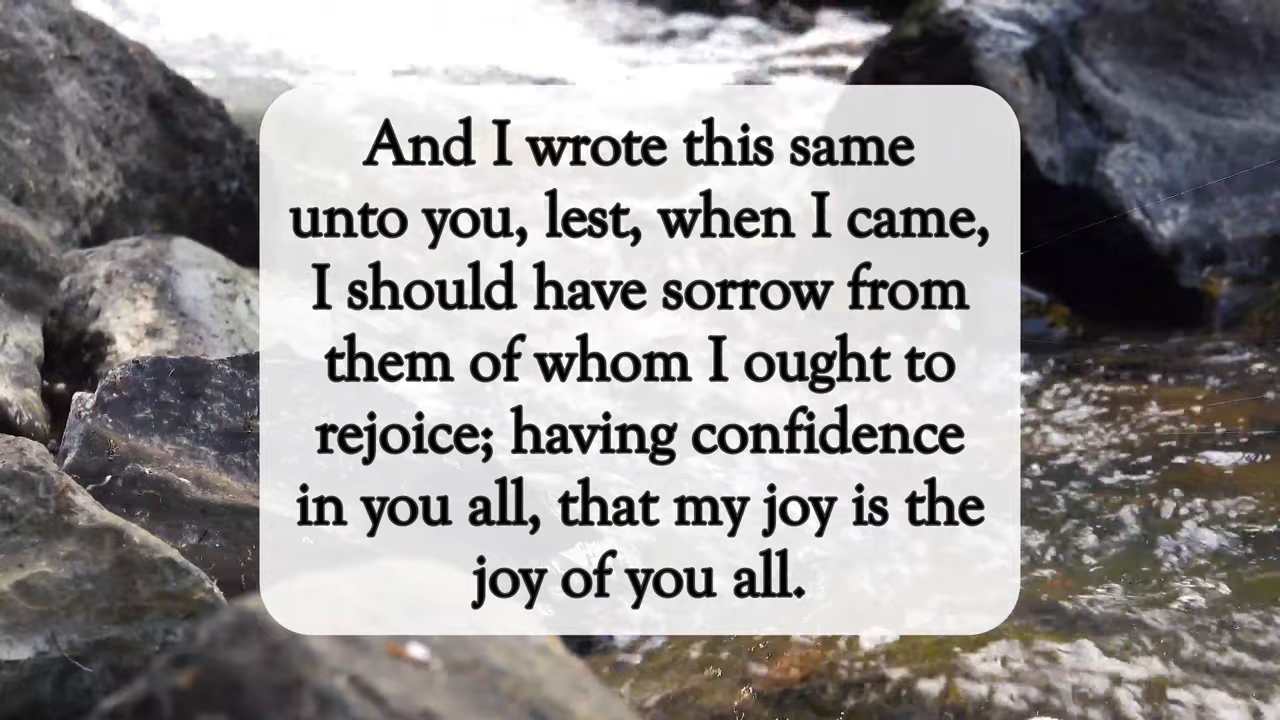 And I wrote this same
unto you, lest, when I came,
I should have sorrow from
them of whom I ought to
rejoice; having confidence
in you all, that my joy is the
joy of you all.